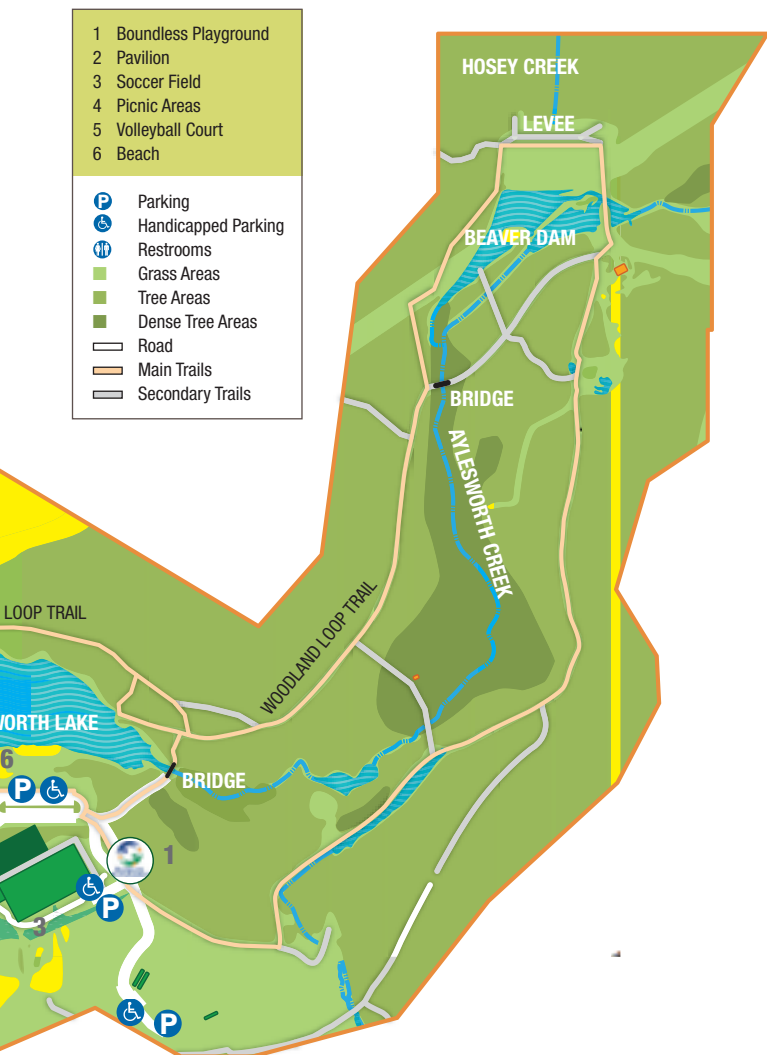 1 Boundless Playground
2 Pavilion
3 Soccer Field
4 Picnic Areas
5 Volleyball Court
6 Beach
P Parking
Handicapped Parking
Restrooms
Grass Areas
Tree Areas
Dense Tree Areas
Road
Main Trails
Secondary Trails
HOSEY CREEK
LEVEE
BEAVER DAM
BRIDGE
AYLESWORTH CREEK
LOOP TRAIL
WOODLAND LOOP TRAIL
WORTH LAKE
6
BRIDGE
P
1
P
3
P